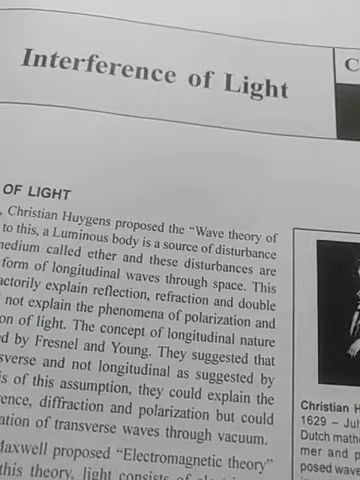 Interference of Light
C
OF LIGHT
, Christian Huygens proposed the "Wave theory of
to this, a Luminous body is a source of disturbance
medium called ether and these disturbances are
form of longitudinal waves through space. This
actorily explain reflection, refraction and double
not explain the phenomena of polarization and
on of light. The concept of longitudinal nature
ed by Fresnel and Young. They suggested that
sverse and not longitudinal as suggested by
is of this assumption, they could explain the
rence, diffraction and polarization but could
ation of transverse waves through vacuum.
Maxwell proposed "Electromagnetic theory"
this theory, light consists of
Christian H
1629 – Jul
Dutch mathe
mer and p
posed wave